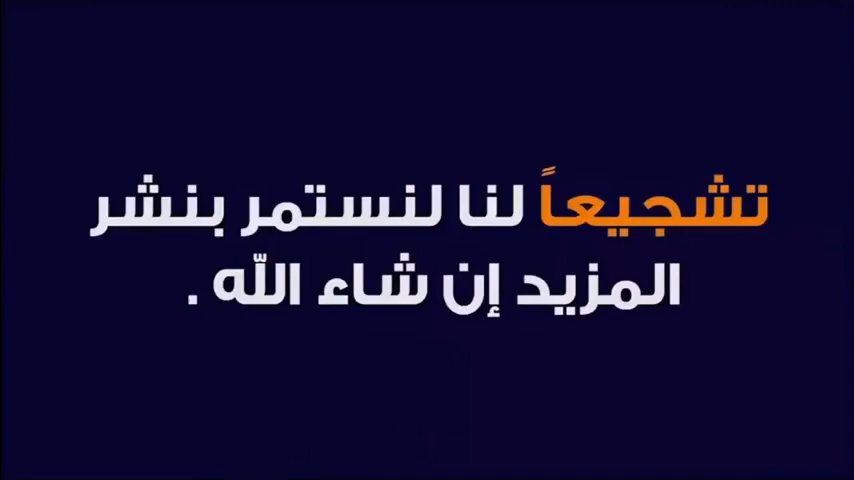 تشجيعاً لنا لنستمر بنشر
المزيد إن شاء الله .